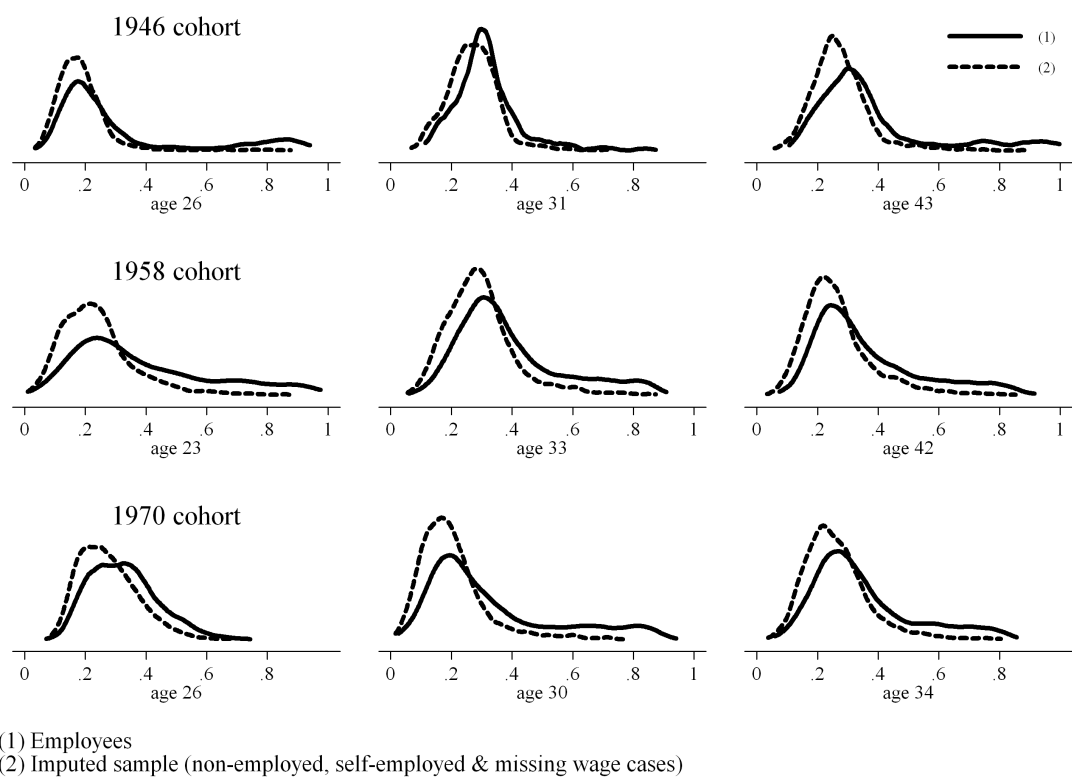 1946 cohort
(1)
(2)
0 .2 .4 .6 .8 1
age 26
0 .2 .4 .6 .8 1
age 31
0 .2 .4 .6 .8 1
age 43
1958 cohort
0 .2 .4 .6 .8 1
age 23
0 .2 .4 .6 .8 1
age 33
0 .2 .4 .6 .8 1
age 42
1970 cohort
0 .2 .4 .6 .8
age 26
0 .2 .4 .6 .8 1
age 30
0 .2 .4 .6 .8 1
age 34
(1) Employees
(2) Imputed sample (non-employed, self-employed & missing wage cases)